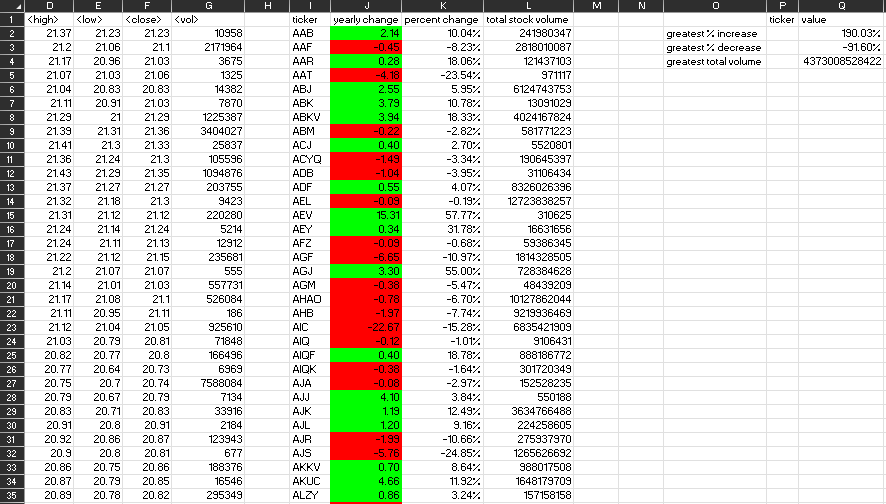 D E F G H I J K L M N O P Q
1 <high> <low> <close> <vol> ticker yearly change percent change total stock volume ticker value
2 21.37 21.23 21.23 10958 AAB 2.14 10.04% 241980347 greatest % increase 190.03%
3 21.2 21.06 21.1 2171964 AAF -0.45 -8.23% 2818010087 greatest % decrease -91.60%
4 21.17 20.96 21.03 3675 AAR 0.28 18.06% 121437103 greatest total volume 4373008528422
5 21.07 21.03 21.06 1325 AAT -4.18 -23.54% 971117
6 21.04 20.83 20.83 14382 ABJ 2.55 5.95% 6124743753
7 21.11 20.91 21.03 7870 ABK 3.79 10.78% 13091029
8 21.29 21 21.29 1225387 ABKV 3.94 18.33% 4024167824
9 21.39 21.31 21.36 3404027 ABM -0.22 -2.82% 581771223
10 21.41 21.3 21.33 25837 ACJ 0.40 2.70% 5520801
11 21.36 21.24 21.3 105596 ACYQ -1.49 -3.34% 190645397
12 21.43 21.29 21.35 1094876 ADB -1.04 -3.95% 31106434
13 21.37 21.27 21.27 203755 ADF 0.55 4.07% 8326026396
14 21.32 21.18 21.3 9423 AEL -0.09 -0.19% 12723838257
15 21.31 21.12 21.12 220280 AEV 15.31 57.77% 310625
16 21.24 21.14 21.24 5214 AEY 0.34 31.78% 16631656
17 21.24 21.11 21.13 12912 AFZ -0.09 -0.68% 59386345
18 21.22 21.12 21.15 235681 AGF -6.65 -10.97% 1814328505
19 21.2 21.07 21.07 555 AGJ 3.30 55.00% 728384628
20 21.14 21.01 21.03 557731 AGM -0.38 -5.47% 48439209
21 21.17 21.08 21.1 526084 AHAO -0.78 -6.70% 10127862044
22 21.11 20.95 21.11 186 AHB -1.97 -7.74% 9219936469
23 21.12 21.04 21.05 925610 AIC -22.67 -15.28% 6835421909
24 21.03 20.79 20.81 71848 AIQ -0.12 -1.01% 9106431
25 20.82 20.77 20.8 166496 AIQF 0.40 18.78% 888186772
26 20.77 20.64 20.73 6969 AIQK -0.38 -1.64% 301720349
27 20.75 20.7 20.74 7588084 AJA -0.08 -2.97% 152528235
28 20.79 20.67 20.79 7134 AJJ 4.10 3.84% 550188
29 20.83 20.71 20.83 33916 AJK 1.19 12.49% 3634766488
30 20.91 20.8 20.91 2184 AJL 1.20 9.16% 224258605
31 20.92 20.86 20.87 123943 AJR -1.99 -10.66% 275937970
32 20.9 20.8 20.81 677 AJS -5.76 -24.85% 1265626692
33 20.86 20.75 20.86 188376 AKKV 0.70 8.64% 988017508
34 20.87 20.79 20.85 16546 AKUC 4.66 11.92% 1648179709
35 20.89 20.78 20.82 295349 ALZY 0.86 3.24% 157158158